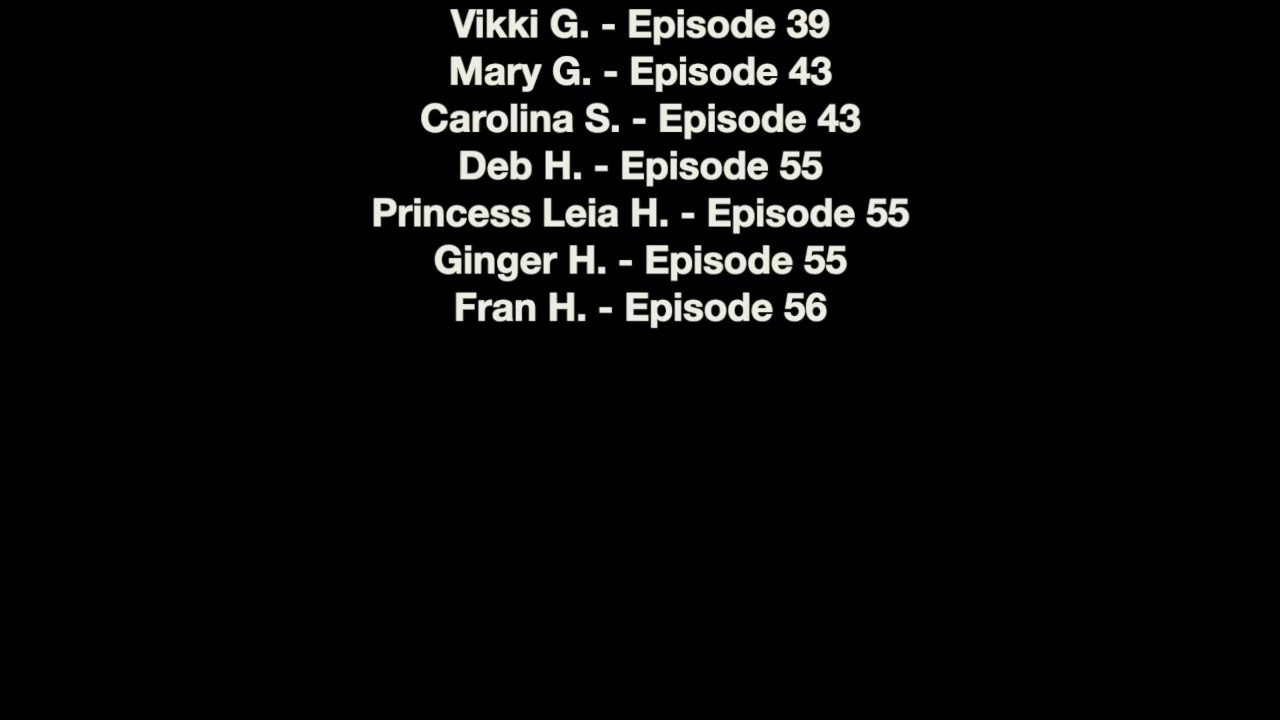 Vikki G. - Episode 39
Mary G. - Episode 43
Carolina S. - Episode 43
Deb H. - Episode 55
Princess Leia H. - Episode 55
Ginger H. - Episode 55
Fran H. - Episode 56